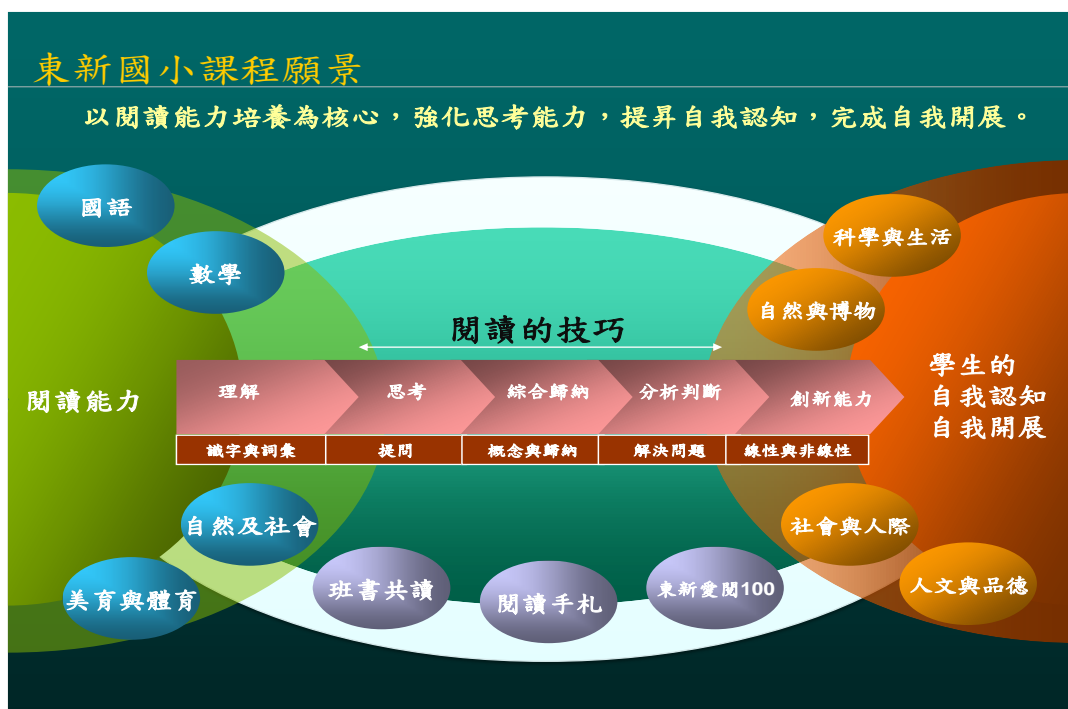 東新國小課程願景
以閱讀能力培養為核心，強化思考能力，提昇自我認知，完成自我開展。
國語
數學
科學與生活
自然與博物
閱讀的技巧
閱讀能力
理解
思考
綜合歸納
分析判斷
創新能力
識字與詞彙
提問
概念與歸納
解決問題
線性與非線性
學生的
自我認知
自我開展
自然及社會
美育與體育
班書共讀
閱讀手札
東新愛閱100
社會與人際
人文與品德